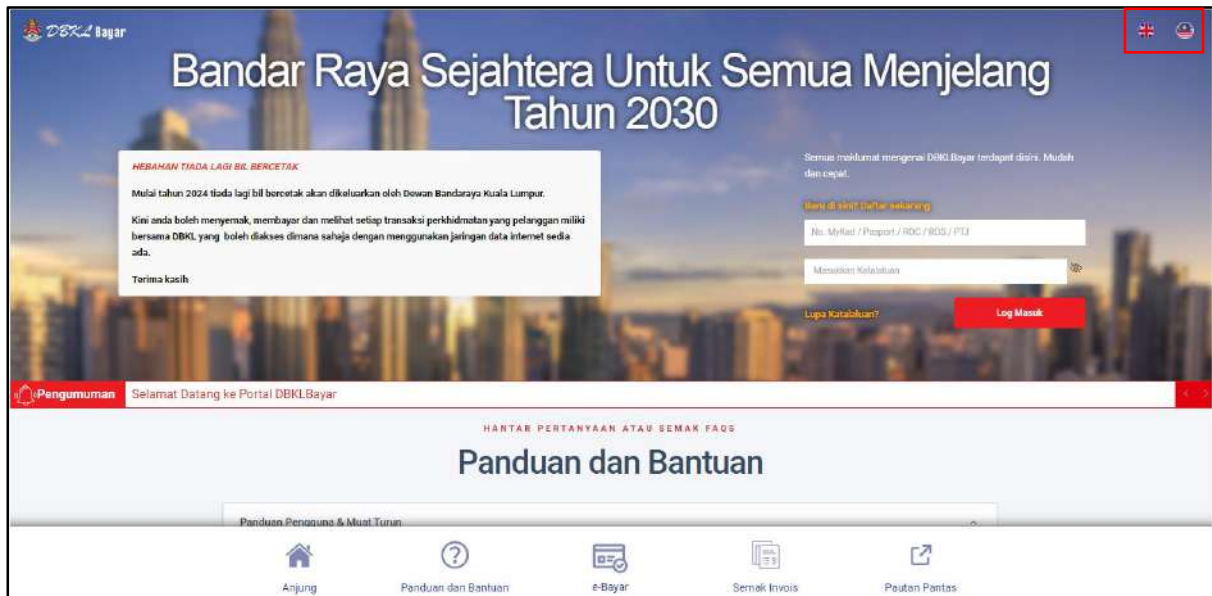 DBKL Bayar
Bandar Raya Sejahtera Untuk Semua Menjelang
Tahun 2030
HEBAHAN TIADA LAGI BIL BERCETAK
Mulai tahun 2024 tiada lagi bil bercetak akan dikeluarkan oleh Dewan Bandaraya Kuala Lumpur.
Kini anda boleh menyemak, membayar dan melihat setiap transaksi perkhidmatan yang pelanggan miliki
bersama DBKL yang boleh diakses dimana sahaja dengan menggunakan jaringan data internet sedia
ada.
Terima kasih
Semua maklumat mengenai DBKLBayar terdapat disini. Mudah
dan cepat.
Baru di sini? Daftar sekarang
No. MyKad / Pasport / ROC / ROS / PTJ
Masukkan Katalaluan
Lupa Katalaluan?
Log Masuk
Pengumuman
Selamat Datang ke Portal DBKLBayar
HANTAR PERTANYAAN ATAU SEMAK FAQS
Panduan dan Bantuan
Panduan Pengguna & Muat Turun
Anjung
Panduan dan Bantuan
e-Bayar
Semak Invois
Pautan Pantas